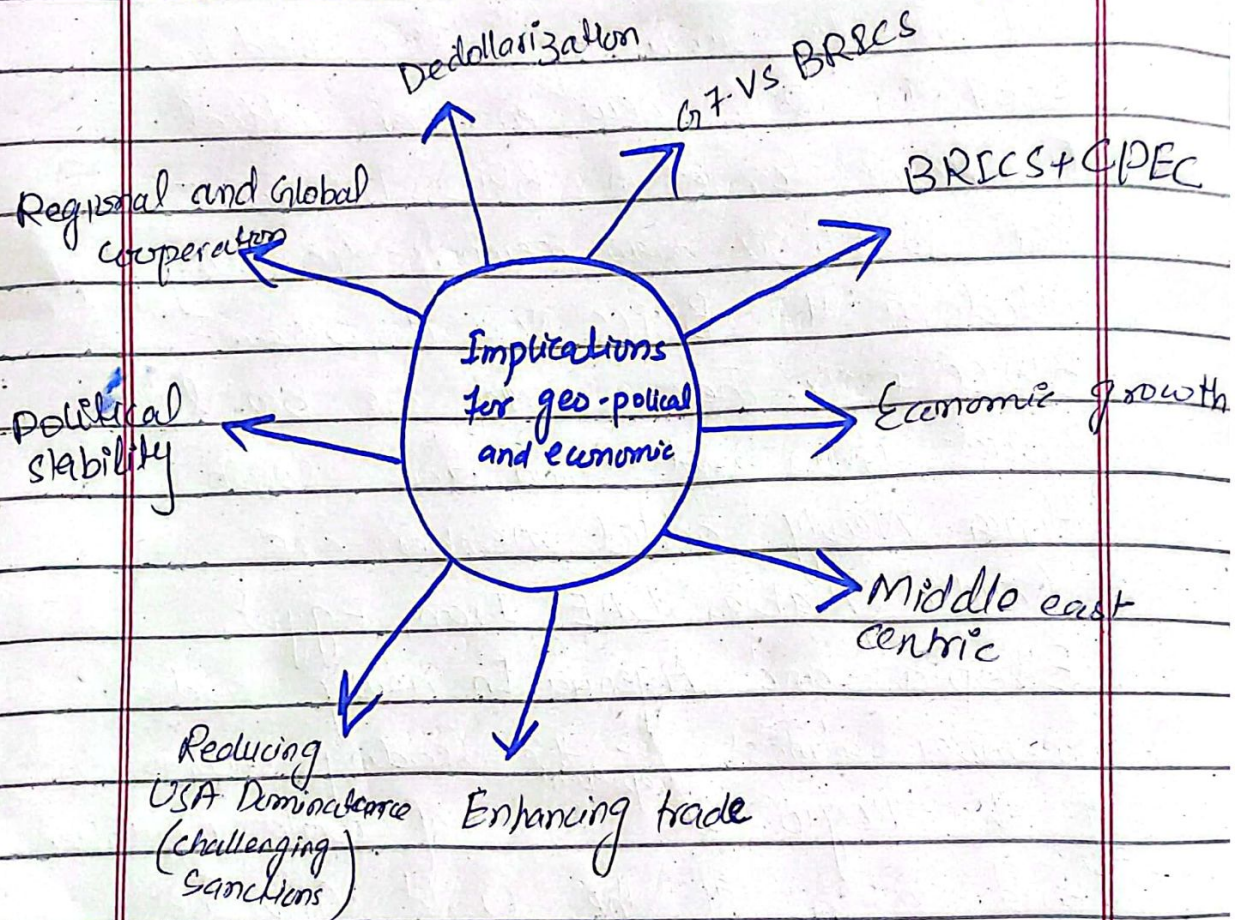 Dedollarization
G7-VS BRICS
BRICS+CPEC
Regional and Global
cooperation
Implications
for geo-polical
and economic
Economic growth
Political
stability
Middle east
centric
Reducing
USA Dominatance
(challenging
Sanctions)
Enhancing trade